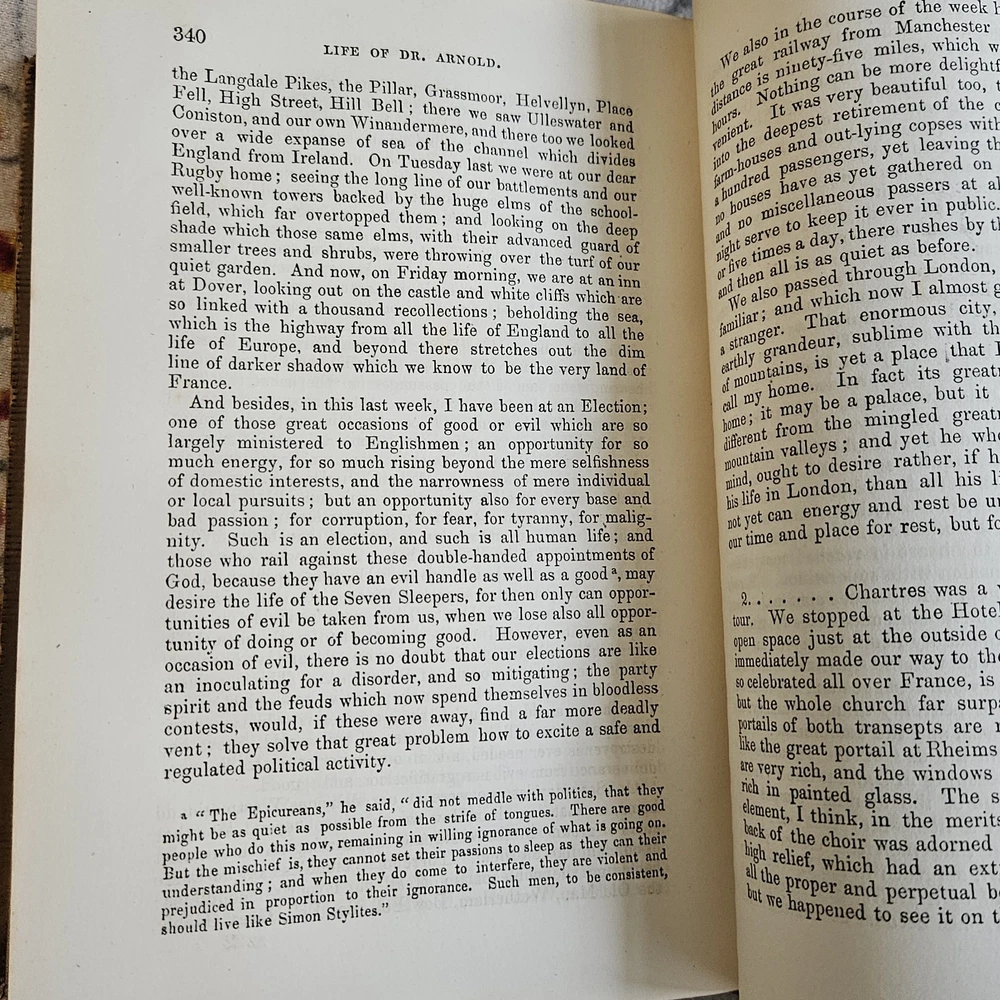 340
LIFE OF DR. ARNOLD.
the Langdale Pikes, the Pillar, Grassmoor, Helvellyn, Place
Fell, High Street, Hill Bell; there we saw Ulleswater and
Coniston, and our own Winandermere, and there too we looked
over a wide expanse of sea of the channel which divides
England from Ireland. On Tuesday last we were at our dear
Rugby home; seeing the long line of our battlements and our
well-known towers backed by the huge elms of the school-
field, which far overtopped them; and looking on the deep
shade which those same elms, with their advanced guard of
smaller trees and shrubs, were throwing over the turf of our
quiet garden. And now, on Friday morning, we are at an inn
at Dover, looking out on the castle and white cliffs which are
so linked with a thousand recollections; beholding the sea,
which is the highway from all the life of England to all the
life of Europe, and beyond there stretches out the dim
line of darker shadow which we know to be the very land of
France.
And besides, in this last week, I have been at an Election;
one of those great occasions of good or evil which are so
largely ministered to Englishmen; an opportunity for so
much energy, for so much rising beyond the mere selfishness
of domestic interests, and the narrowness of mere individual
or local pursuits; but an opportunity also for every base and
bad passion; for corruption, for fear, for tyranny, for malig-
nity. Such is an election, and such is all human life; and
those who rail against these double-handed appointments of
God, because they have an evil handle as well as a good a, may
desire the life of the Seven Sleepers, for then only can oppor-
tunities of evil be taken from us, when we lose also all oppor-
tunity of doing or of becoming good. However, even as an
occasion of evil, there is no doubt that our elections are like
an inoculating for a disorder, and so mitigating; the party
spirit and the feuds which now spend themselves in bloodless
contests, would, if these were away, find a far more deadly
vent; they solve that great problem how to excite a safe and
regulated political activity.
a "The Epicureans," he said, "did not meddle with politics, that they
might be as quiet as possible from the strife of tongues. There are good
people who do this now, remaining in willing ignorance of what is going on.
But the mischief is, they cannot set their passions to sleep as they can their
understanding; and when they do come to interfere, they are violent and
prejudiced in proportion to their ignorance. Such men, to be consistent,
should live like Simon Stylites."
We also in the course of the week
the great railway from Manchester
distance is ninety-five miles, which
hours. Nothing can be more
venient. It was very beautiful too,
into the deepest retirement of the
farm-houses and out-lying copses
a hundred passengers, yet leaving
no houses have as yet gathered on
and no miscellaneous passers at
might serve to keep it ever in public.
or five times a day, there rushes by
and then all is as quiet as before.
We also passed through London,
familiar; and which now I almost
a stranger. That enormous city,
earthly grandeur, sublime with
of mountains, is yet a place that
call my home. In fact its
home; it may be a palace, but it
different from the mingled
mountain valleys; and yet he
mind, ought to desire rather, if
his life in London, than all his
not yet can energy and rest be
our time and place for rest, but
2. . . . . . . . Chartres was a
tour. We stopped at the
open space just at the outside
immediately made our way to
so celebrated all over France, is
but the whole church far
portails of both transepts are
like the great portail at Rheims
are very rich, and the windows
rich in painted glass. The
element, I think, in the
back of the choir was adorned
high relief, which had an
all the proper and perpetual
but we happened to see it on